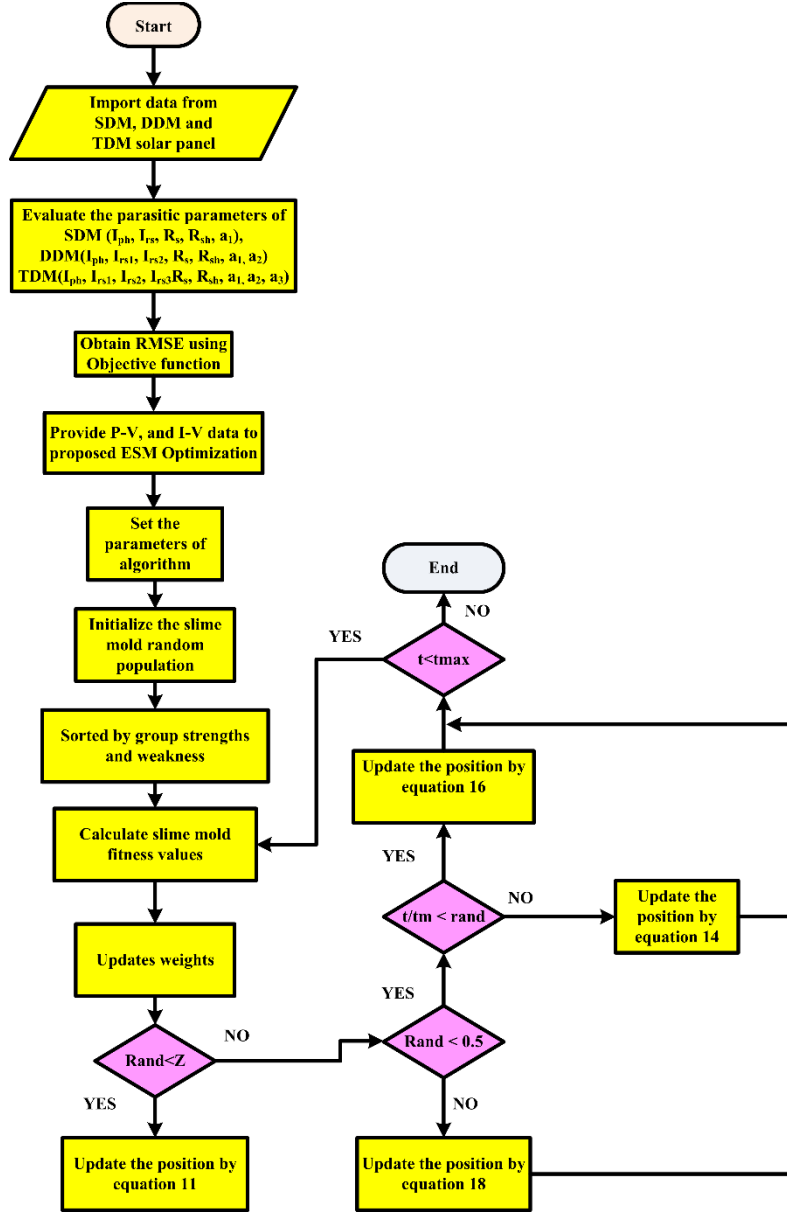 Start
Import data from
SDM, DDM and
TDM solar panel
Evaluate the parasitic parameters of
SDM (Iph, Irs, Rs, Rsh, a1),
DDM(Iph, Irs1, Irs2, Rs, Rsh, a1, a2)
TDM(Iph, Irs1, Irs2, Irs3Rs, Rsh, a1, a2, a3)
Obtain RMSE using
Objective function
Provide P-V, and I-V data to
proposed ESM Optimization
Set the
parameters of
algorithm
Initialize the slime
mold random
population
Sorted by group strengths
and weakness
Calculate slime mold
fitness values
Updates weights
Rand<Z
NO
YES
Update the position by
equation 11
End
NO
YES
t<tmax
Update the position by
equation 16
YES
t/tm < rand
NO
Update the
position by
equation 14
YES
Rand < 0.5
NO
Update the position by
equation 18